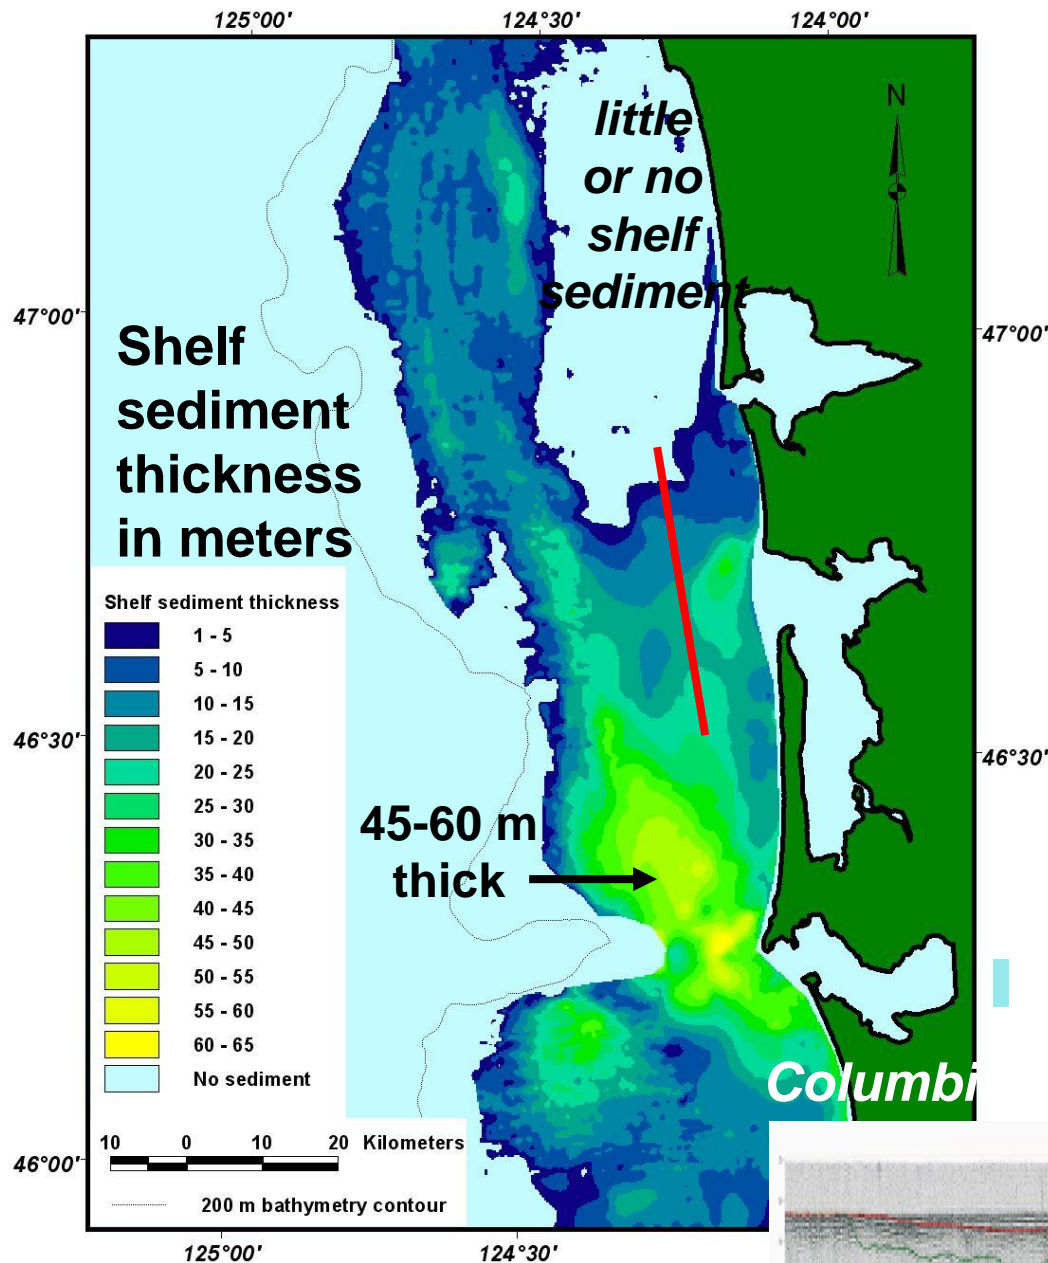 125°00'
124°30'
124°00'
little
or no
shelf
sediment
N
47°00'
47°00'
Shelf
sediment
thickness
in meters
Shelf sediment thickness
1 - 5
5 - 10
10 - 15
15 - 20
20 - 25
25 - 30
30 - 35
35 - 40
40 - 45
45 - 50
50 - 55
55 - 60
60 - 65
No sediment
46°30'
46°30'
45-60 m
thick
Columbi
10 0 10 20 Kilometers
200 m bathymetry contour
46°00'
125°00'
124°30'